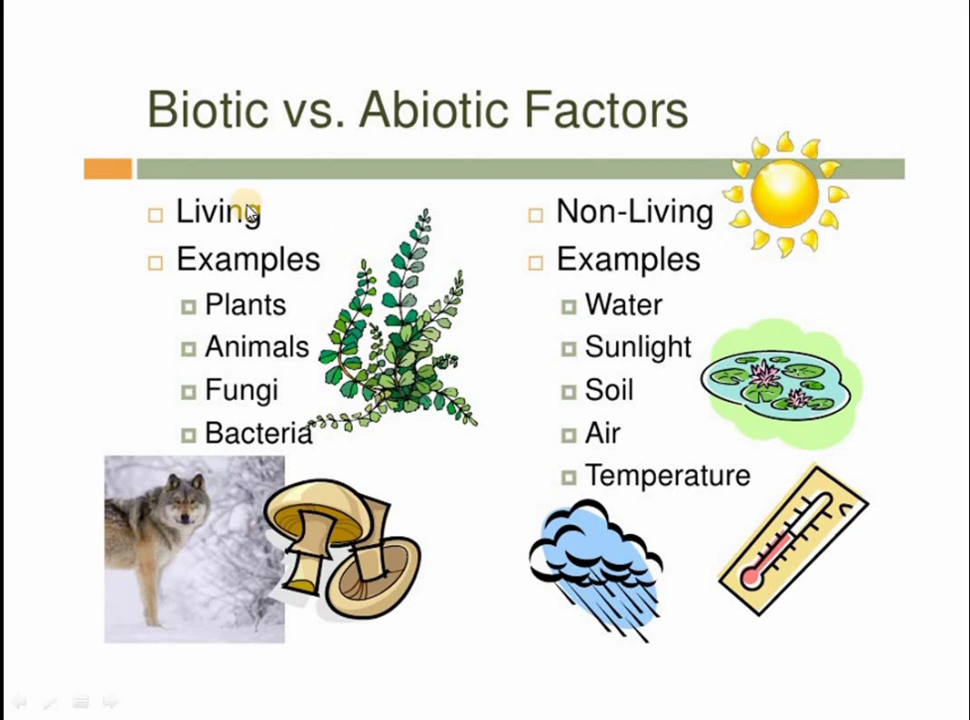 Biotic vs. Abiotic Factors
Living
Examples
Plants
Animals
Fungi
Bacteria
Non-Living
Examples
Water
Sunlight
Soil
Air
Temperature